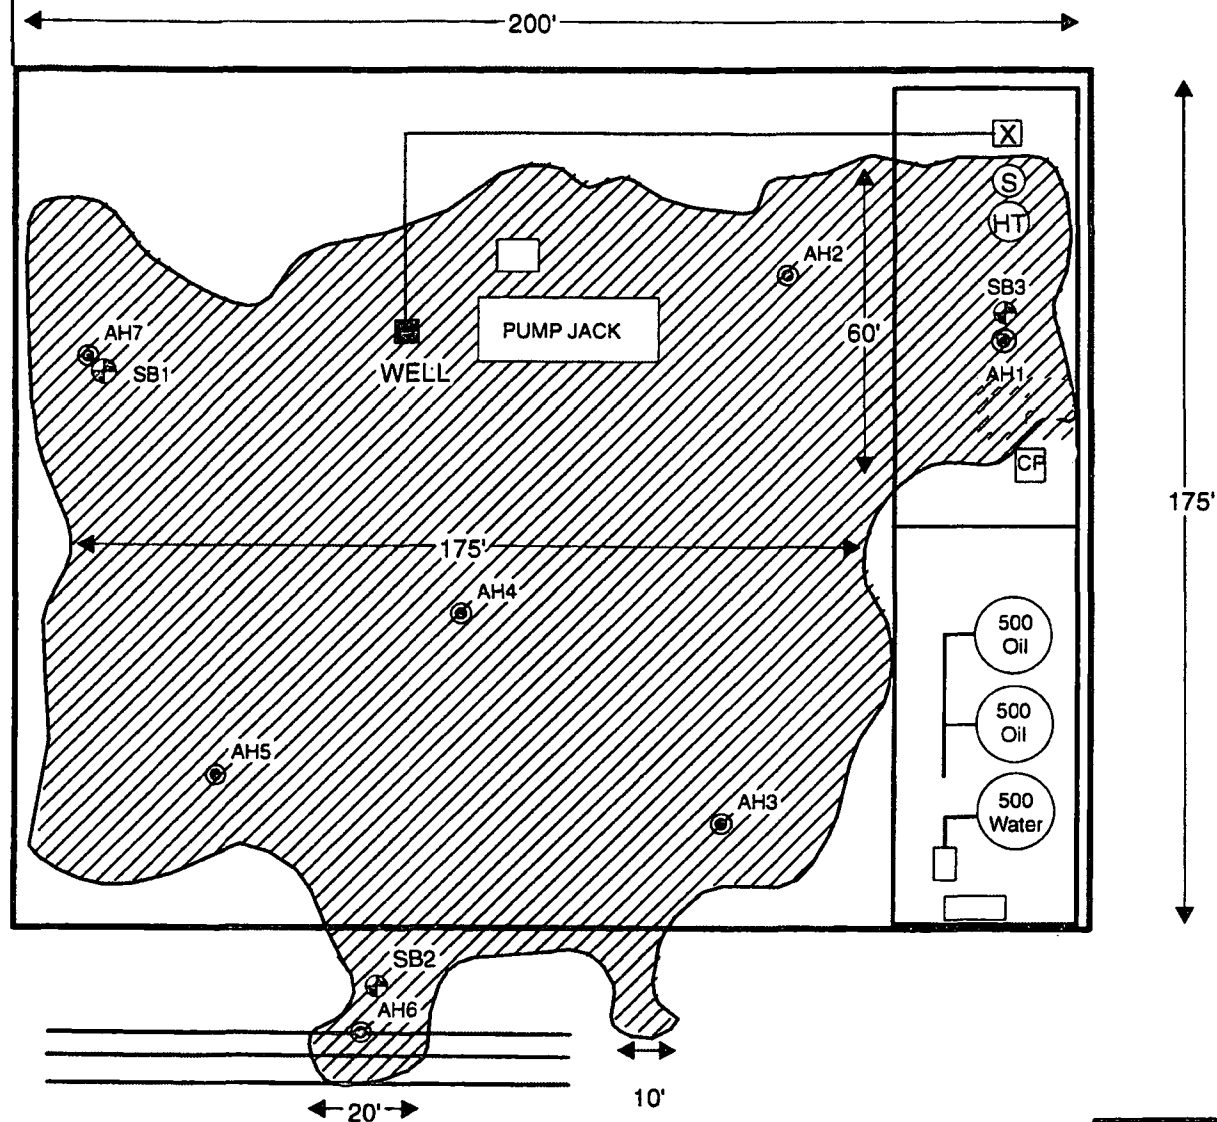 200'
X
S
HT
AH2
SB3
AH7
PUMP JACK
60'
WELL
SB1
AH1
CP
175'
175'
AH4
500
Oil
500
Oil
AH5
AH3
500
Water
SB2
AH6
10'
20'